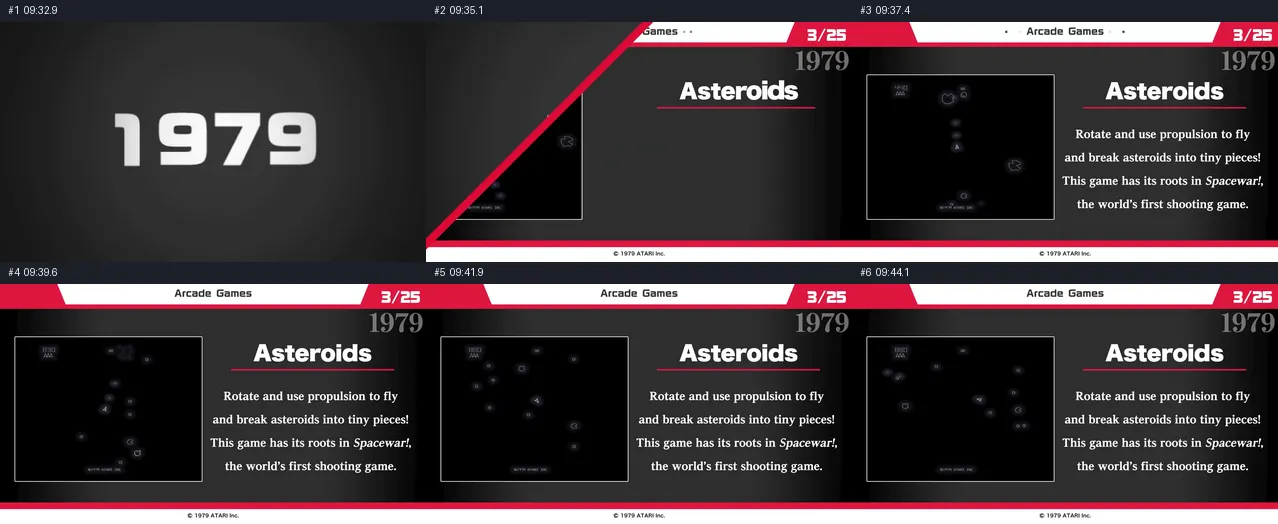 #1 09:32.9
1979
#2 09:35.1
Games
3/25
1979
Asteroids
© 1979 ATARI Inc.
#3 09:37.4
Arcade Games
3/25
1979
Asteroids
Rotate and use propulsion to fly
and break asteroids into tiny pieces!
This game has its roots in Spacewar!,
the world's first shooting game.
© 1979 ATARI Inc.
#4 09:39.6
Arcade Games
3/25
1979
Asteroids
Rotate and use propulsion to fly
and break asteroids into tiny pieces!
This game has its roots in Spacewar!,
the world's first shooting game.
© 1979 ATARI Inc.
#5 09:41.9
Arcade Games
3/25
1979
Asteroids
Rotate and use propulsion to fly
and break asteroids into tiny pieces!
This game has its roots in Spacewar!,
the world's first shooting game.
© 1979 ATARI Inc.
#6 09:44.1
Arcade Games
3/25
1979
Asteroids
Rotate and use propulsion to fly
and break asteroids into tiny pieces!
This game has its roots in Spacewar!,
the world's first shooting game.
© 1979 ATARI Inc.